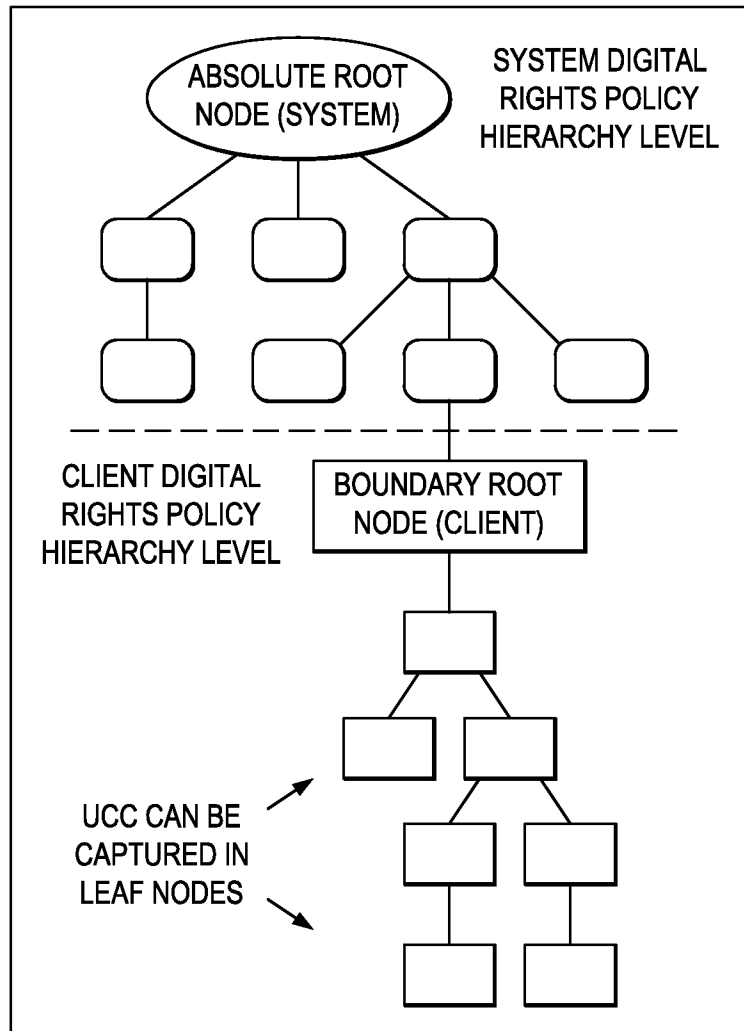 ABSOLUTE ROOT
NODE (SYSTEM)
SYSTEM DIGITAL
RIGHTS POLICY
HIERARCHY LEVEL
CLIENT DIGITAL
RIGHTS POLICY
HIERARCHY LEVEL
BOUNDARY ROOT
NODE (CLIENT)
UCC CAN BE
CAPTURED IN
LEAF NODES